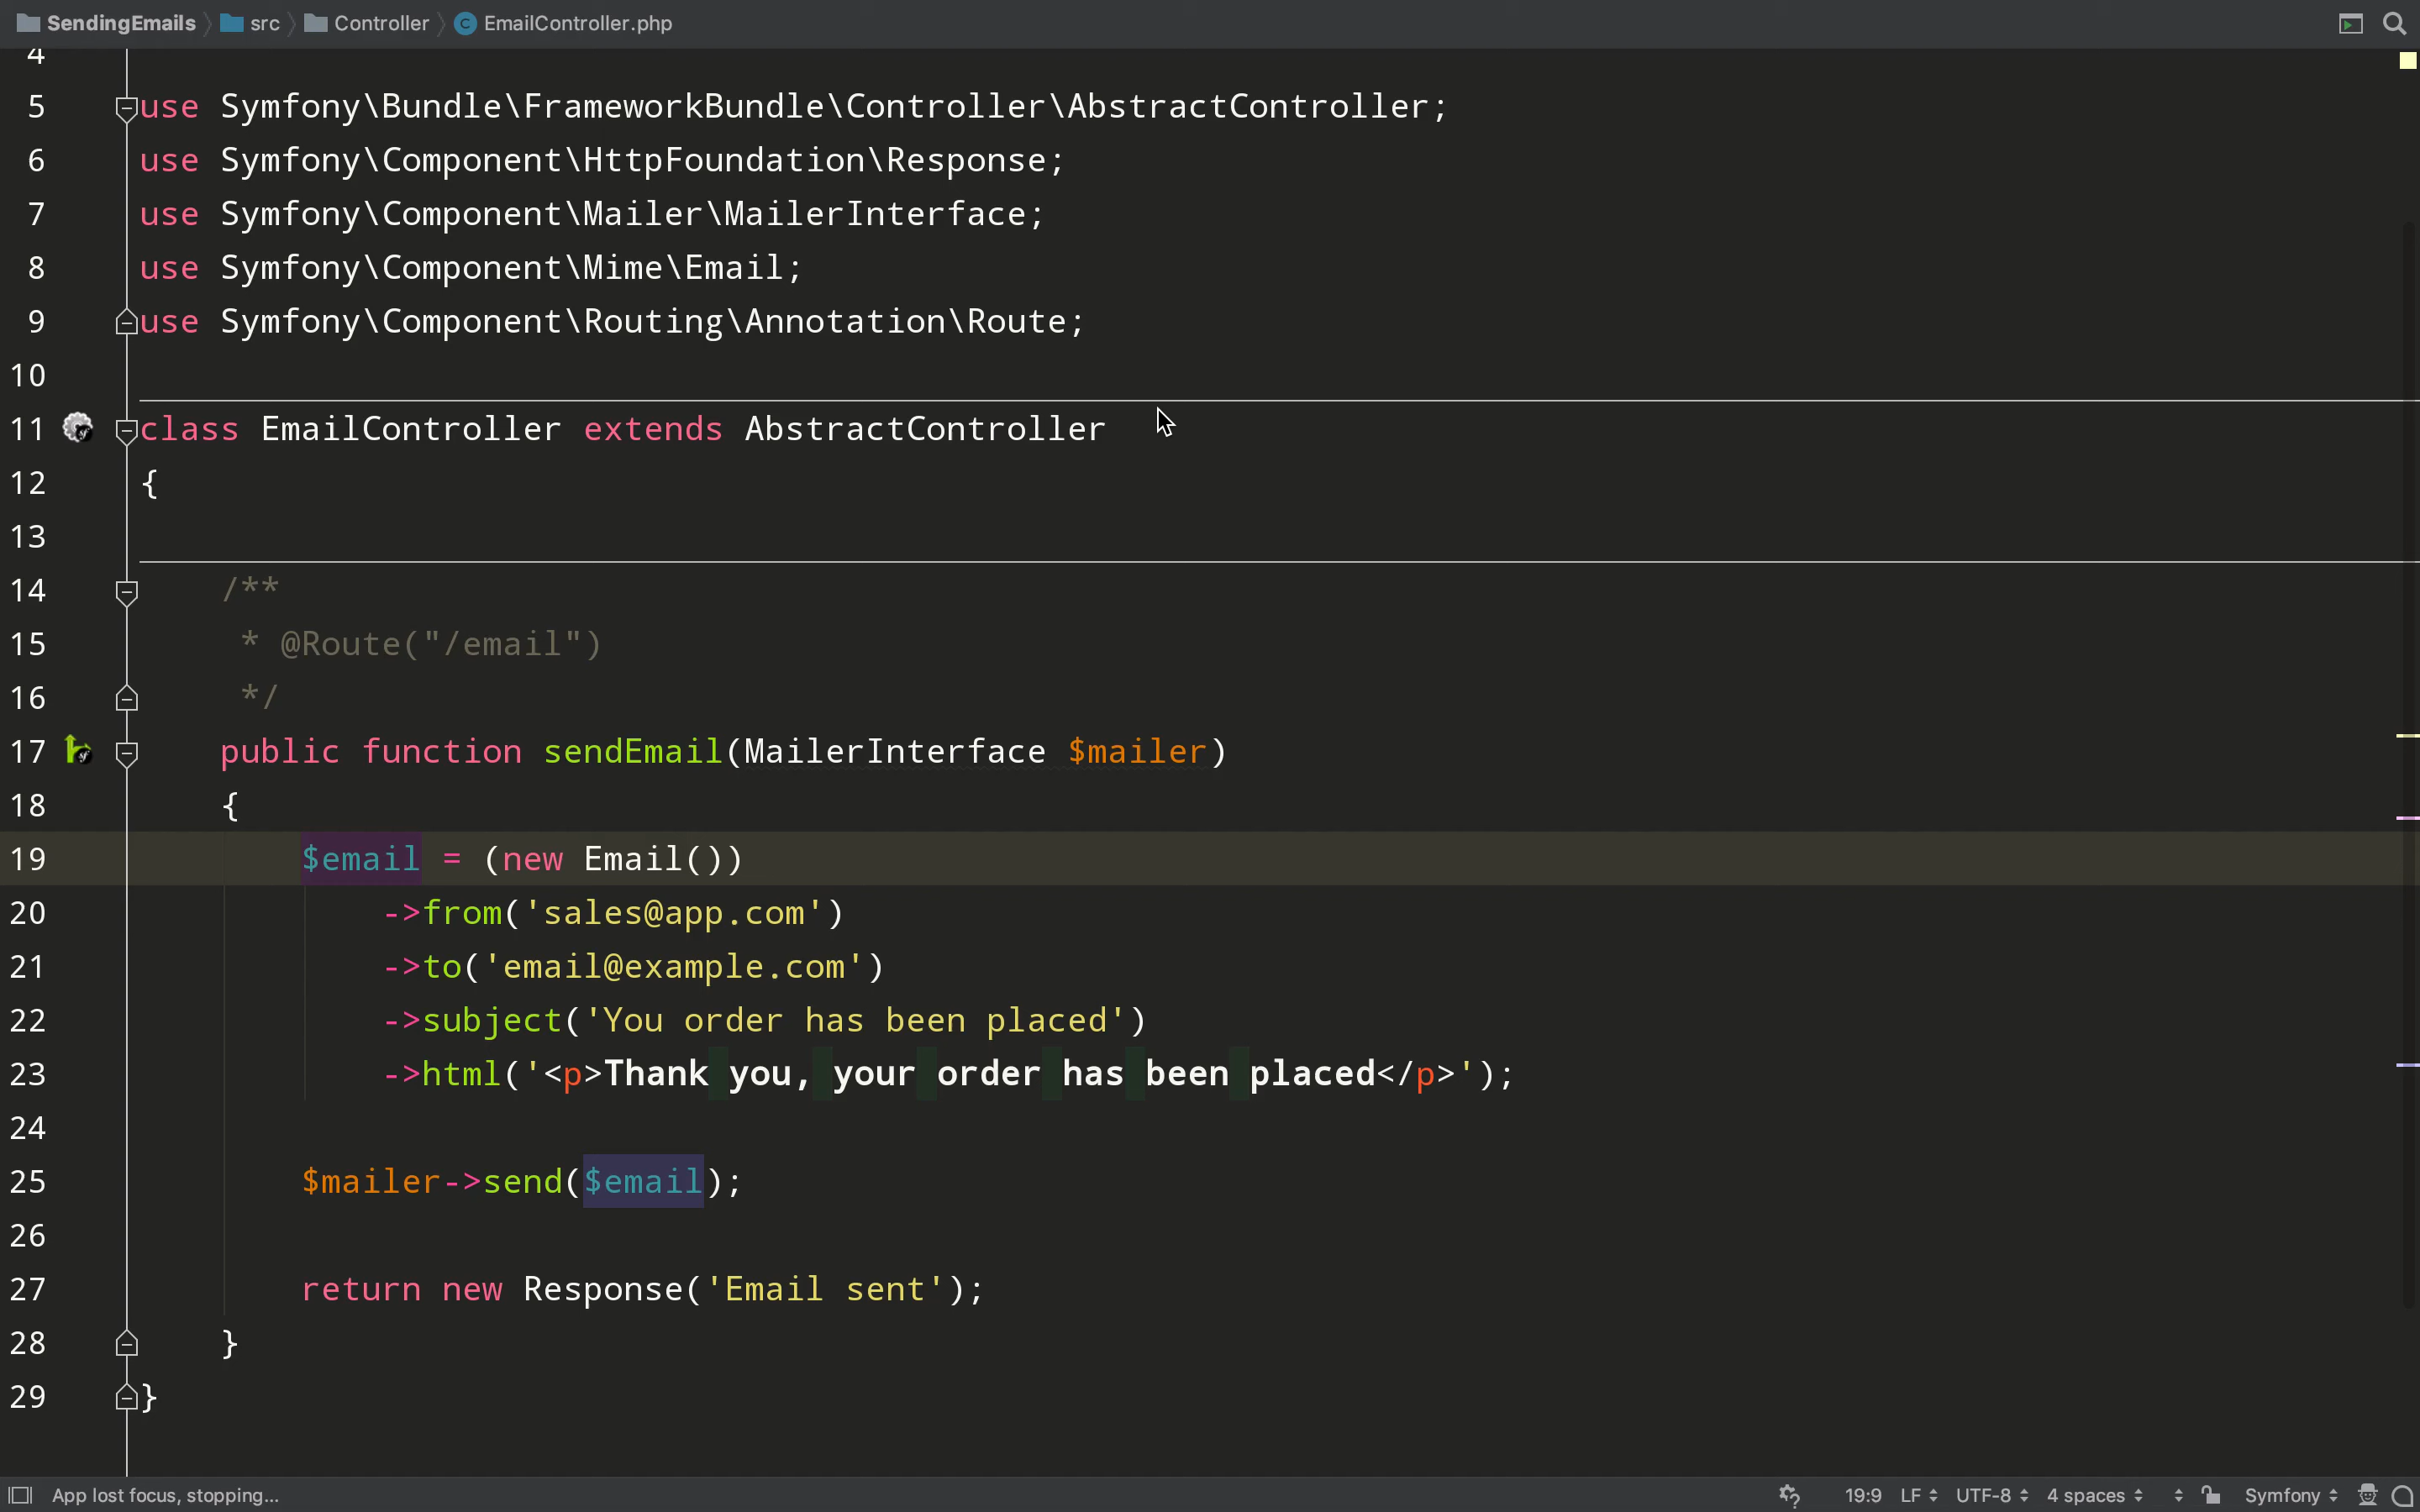 SendingEmails src Controller EmailController.php
4
5 use Symfony\Bundle\FrameworkBundle\Controller\AbstractController;
6 use Symfony\Component\HttpFoundation\Response;
7 use Symfony\Component\Mailer\MailerInterface;
8 use Symfony\Component\Mime\Email;
9 use Symfony\Component\Routing\Annotation\Route;
10
11 class EmailController extends AbstractController
12 {
13
14 /**
15 * @Route("/email")
16 */
17 public function sendEmail(MailerInterface $mailer)
18 {
19 $email = (new Email())
20 ->from('sales@app.com')
21 ->to('email@example.com')
22 ->subject('You order has been placed')
23 ->html('<p>Thank you, your order has been placed</p>');
24
25 $mailer->send($email);
26
27 return new Response('Email sent');
28 }
29 }
App lost focus, stopping... 19:9 LF UTF-8 4 spaces Symfony